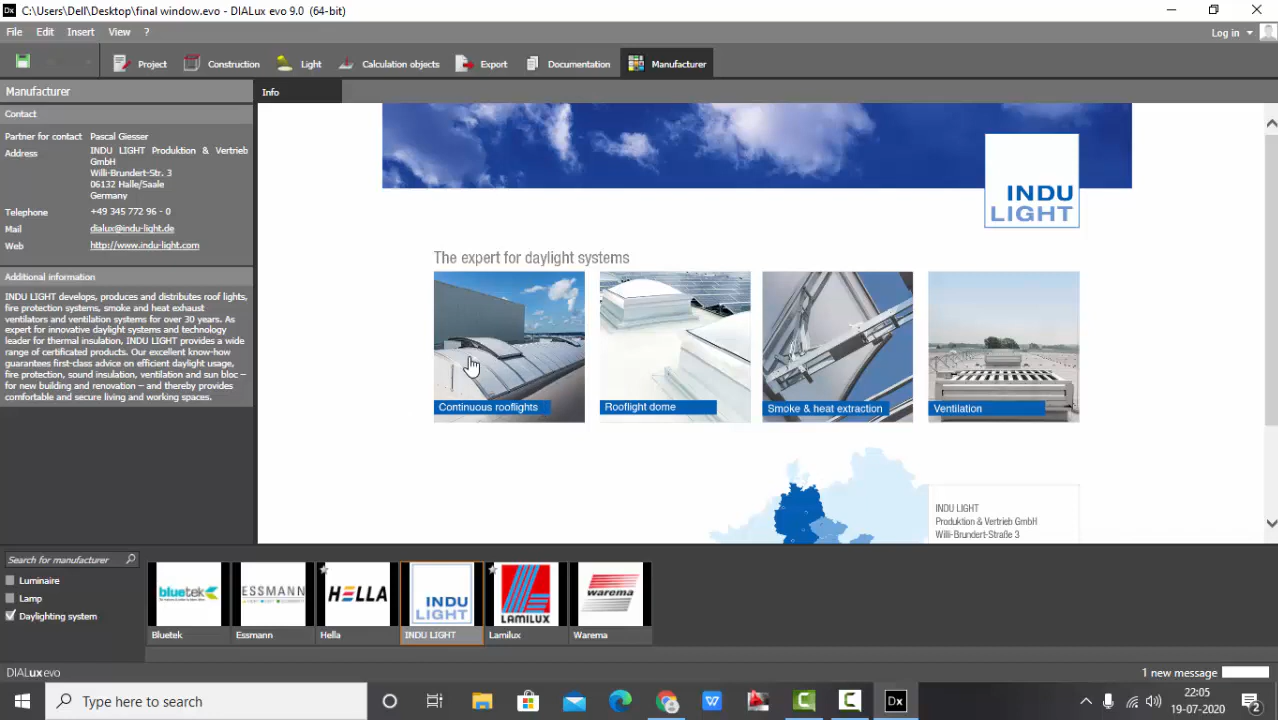 C:\Users\Dell\Desktop\final window.evo - DIALux evo 9.0 (64-bit)
File Edit Insert View ?
Log in
Project Construction Light Calculation objects Export Documentation Manufacturer
Manufacturer
Info
Contact
Partner for contact Pascal Giesser
Address INDU LIGHT Produktion & Vertrieb
GmbH
Willi-Brundert-Str. 3
06132 Halle/Saale
Germany
Telephone +49 345 772 96 - 0
Mail dialux@indu-light.de
Web http://www.indu-light.com
Additional information
INDU LIGHT develops, produces and distributes roof lights,
fire protection systems, smoke and heat exhaust
ventilators and ventilation systems for over 30 years. As
expert for innovative daylight systems and technology
leader for thermal insulation, INDU LIGHT provides a wide
range of certificated products. Our excellent know-how
guarantees first-class advice on efficient daylight usage,
fire protection, sound insulation, ventilation and sun bloc –
for new building and renovation – and thereby provides
comfortable and secure living and working spaces.
INDU
LIGHT
The expert for daylight systems
Continuous rooflights
Rooflight dome
Smoke & heat extraction
Ventilation
INDU LIGHT
Produktion & Vertrieb GmbH
Willi-Brundert-Straße 3
Search for manufacturer
Luminaire
Lamp
Daylighting system
bluetek
ESSMANN
HELLA
INDU
LIGHT
LAMILUX
warema
Bluetek
Essmann
Hella
INDU LIGHT
Lamilux
Warema
DIALux evo
1 new message
Type here to search
22:05
19-07-2020
2